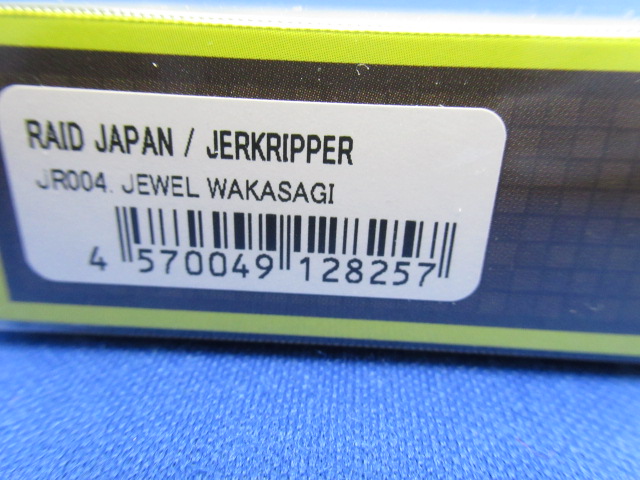 RAID JAPAN / JERKRIPPER
JR004. JEWEL WAKASAGI
4 570049 128257